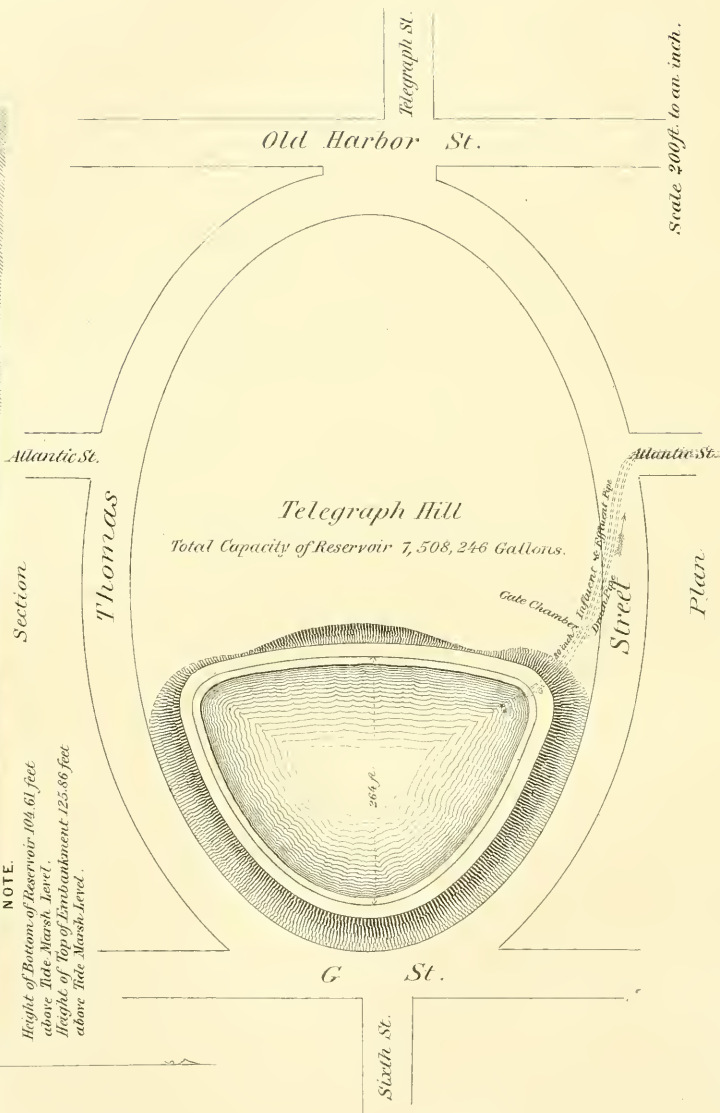 Telegraph St.
Old Harbor St.
Scale 200ft. to an inch.
Atlantic St.
Atlantic St.
Thomas
Street
Telegraph Hill
Total Capacity of Reservoir 7,508,246 Gallons.
Gate Chamber
Influent & Effluent Pipe
Drain Pipe
Section
Plan
264 ft.
NOTE.
Height of Bottom of Reservoir 104.61 feet
above Tide Marsh Level.
Height of Top of Embankment 125.86 feet
above Tide Marsh Level.
G St.
Sixth St.